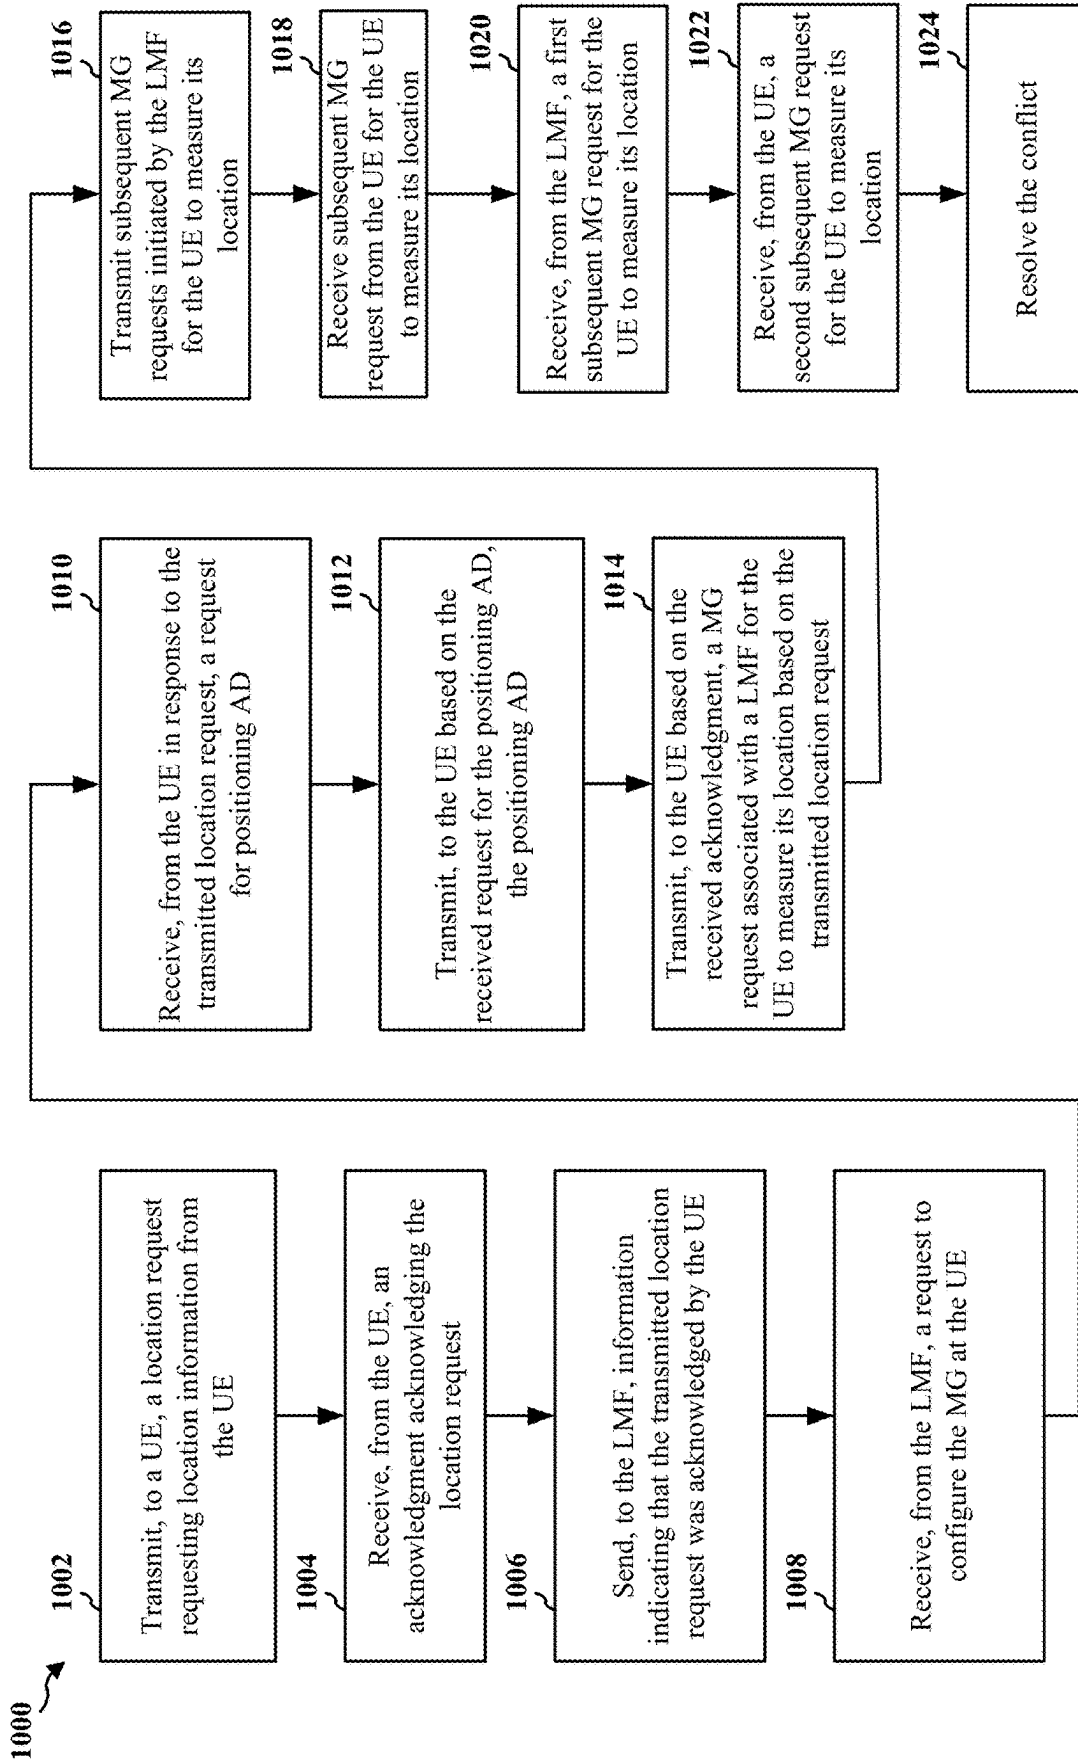 1000
1002
Transmit, to a UE, a location request
requesting location information from
the UE
1004
Receive, from the UE, an
acknowledgment acknowledging the
location request
1006
Send, to the LMF, information
indicating that the transmitted location
request was acknowledged by the UE
1008
Receive, from the LMF, a request to
configure the MG at the UE
1010
Receive, from the UE in response to the
transmitted location request, a request
for positioning AD
1012
Transmit, to the UE based on the
received request for the positioning AD,
the positioning AD
1014
Transmit, to the UE based on the
received acknowledgment, a MG
request associated with a LMF for the
UE to measure its location based on the
transmitted location request
1016
Transmit subsequent MG
requests initiated by the LMF
for the UE to measure its
location
1018
Receive subsequent MG
request from the UE for the UE
to measure its location
1020
Receive, from the LMF, a first
subsequent MG request for the
UE to measure its location
1022
Receive, from the UE, a
second subsequent MG request
for the UE to measure its
location
1024
Resolve the conflict